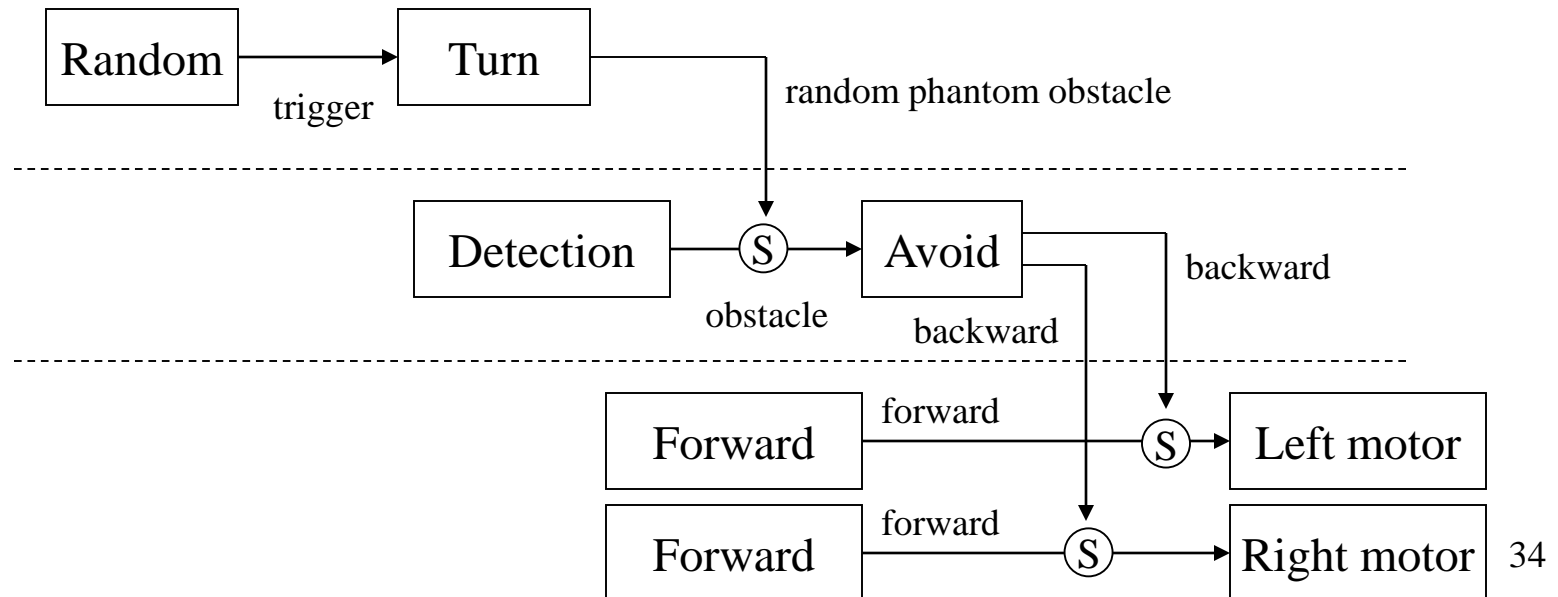 Random
trigger
Turn
random phantom obstacle
Detection
S
obstacle
Avoid
backward
backward
Forward
forward
S
Left motor
Forward
forward
S
Right motor
34